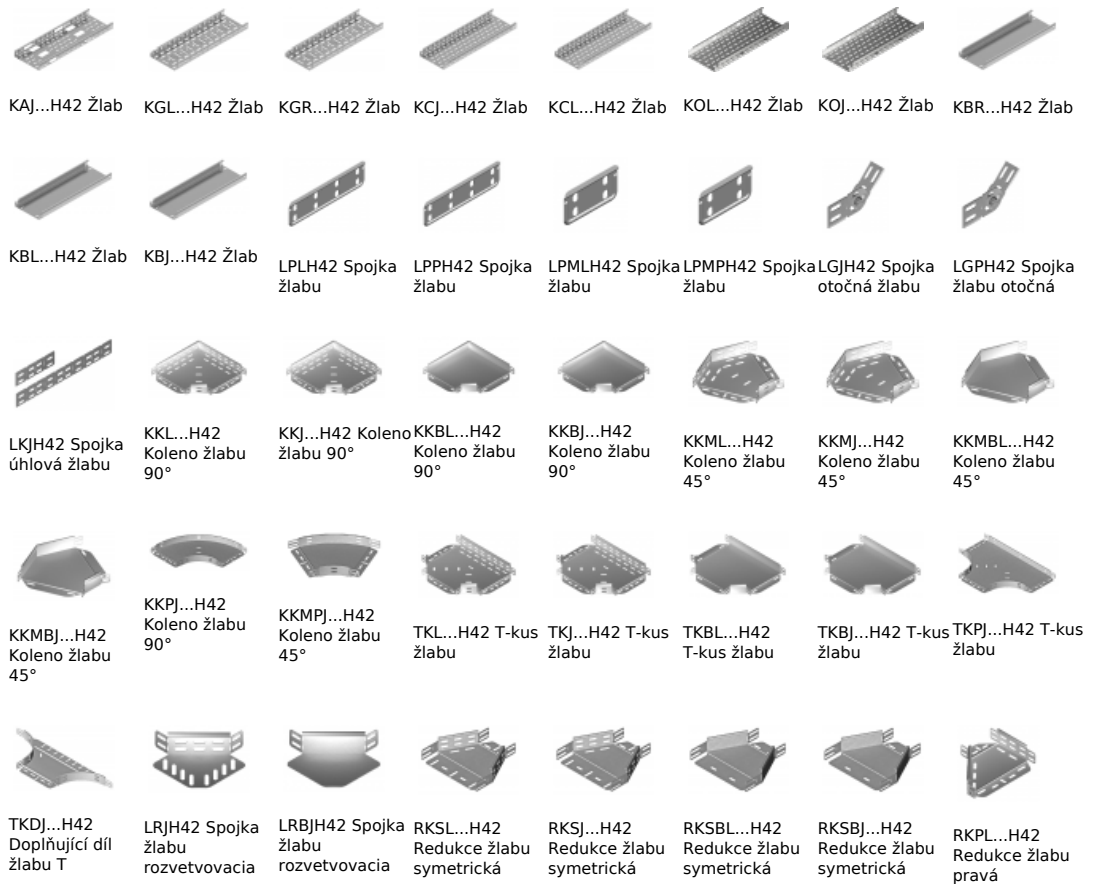 KAJ...H42 Žlab
KGL...H42 Žlab
KGR...H42 Žlab
KCJ...H42 Žlab
KCL...H42 Žlab
KOL...H42 Žlab
KOJ...H42 Žlab
KBR...H42 Žlab
KBL...H42 Žlab
KBJ...H42 Žlab
LPLH42 Spojka
žlabu
LPPH42 Spojka
žlabu
LPMLH42 Spojka
žlabu
LPMPH42 Spojka
žlabu
LGJH42 Spojka
otočná žlabu
LGPH42 Spojka
žlabu otočná
LKJH42 Spojka
úhlová žlabu
KKL...H42
Koleno žlabu
90°
KKJ...H42 Koleno
žlabu 90°
KKBL...H42
Koleno žlabu
90°
KKBJ...H42
Koleno žlabu
90°
KKML...H42
Koleno žlabu
45°
KKMJ...H42
Koleno žlabu
45°
KKMBL...H42
Koleno žlabu
45°
KKMBJ...H42
Koleno žlabu
45°
KKPJ...H42
Koleno žlabu
90°
KKMPJ...H42
Koleno žlabu
45°
TKL...H42 T-kus
žlabu
TKJ...H42 T-kus
žlabu
TKBL...H42
T-kus žlabu
TKBJ...H42 T-kus
žlabu
TKPJ...H42 T-kus
žlabu
TKDJ...H42
Doplňující díl
žlabu T
LRJH42 Spojka
žlabu
rozvetvovacia
LRBJH42 Spojka
žlabu
rozvetvovacia
RKSL...H42
Redukce žlabu
symetrická
RKSJ...H42
Redukce žlabu
symetrická
RKSBL...H42
Redukce žlabu
symetrická
RKSBJ...H42
Redukce žlabu
symetrická
RKPL...H42
Redukce žlabu
pravá